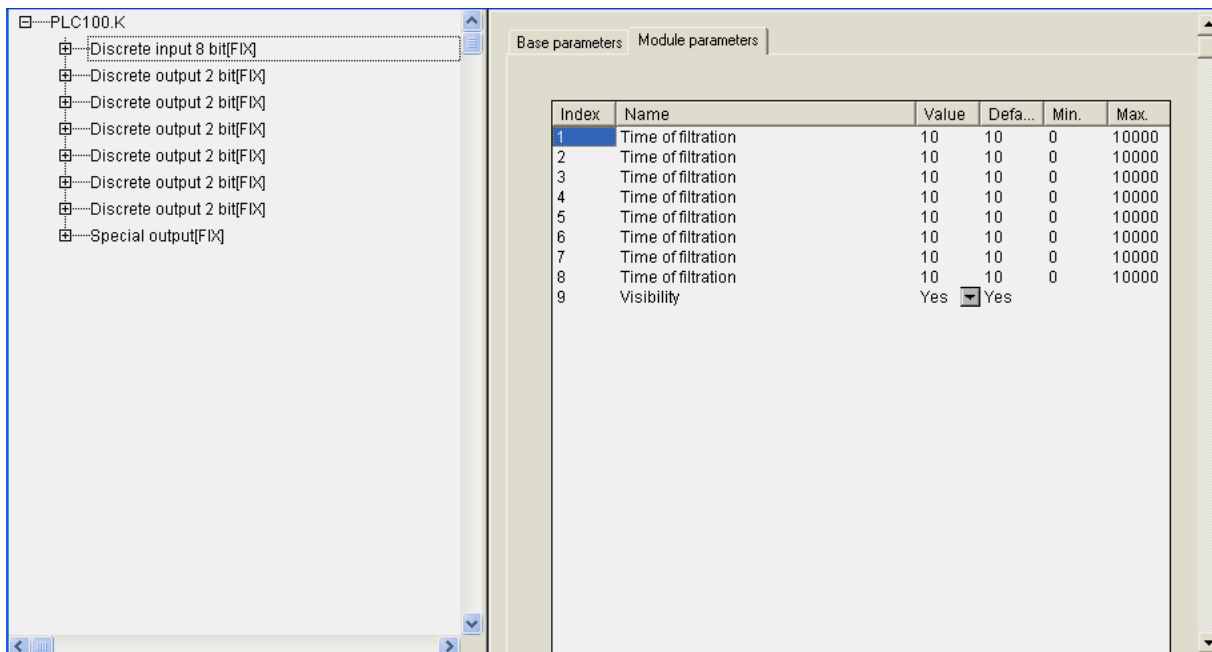 PLC100.K
Discrete input 8 bit[FIX]
Discrete output 2 bit[FIX]
Discrete output 2 bit[FIX]
Discrete output 2 bit[FIX]
Discrete output 2 bit[FIX]
Discrete output 2 bit[FIX]
Discrete output 2 bit[FIX]
Special output[FIX]
Base parameters Module parameters
Index Name Value Defa... Min. Max.
1 Time of filtration 10 10 0 10000
2 Time of filtration 10 10 0 10000
3 Time of filtration 10 10 0 10000
4 Time of filtration 10 10 0 10000
5 Time of filtration 10 10 0 10000
6 Time of filtration 10 10 0 10000
7 Time of filtration 10 10 0 10000
8 Time of filtration 10 10 0 10000
9 Visibility Yes Yes